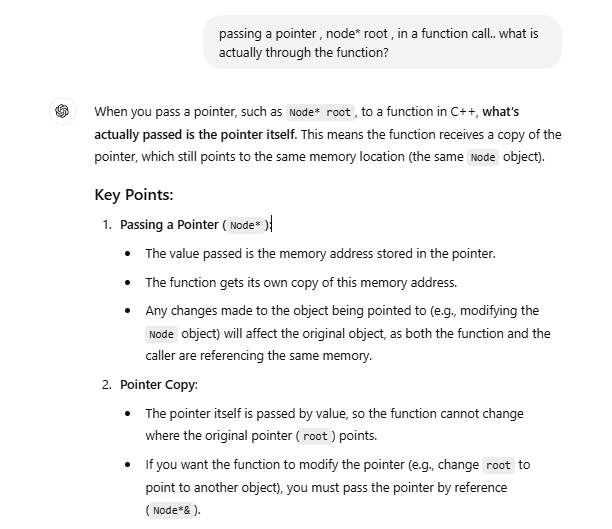 passing a pointer , node* root , in a function call.. what is
actually through the function?
When you pass a pointer, such as Node* root , to a function in C++, what's
actually passed is the pointer itself. This means the function receives a copy of the
pointer, which still points to the same memory location (the same Node object).
Key Points:
1. Passing a Pointer ( Node* ):
• The value passed is the memory address stored in the pointer.
• The function gets its own copy of this memory address.
• Any changes made to the object being pointed to (e.g., modifying the
Node object) will affect the original object, as both the function and the
caller are referencing the same memory.
2. Pointer Copy:
• The pointer itself is passed by value, so the function cannot change
where the original pointer ( root ) points.
• If you want the function to modify the pointer (e.g., change root to
point to another object), you must pass the pointer by reference
( Node*& ).